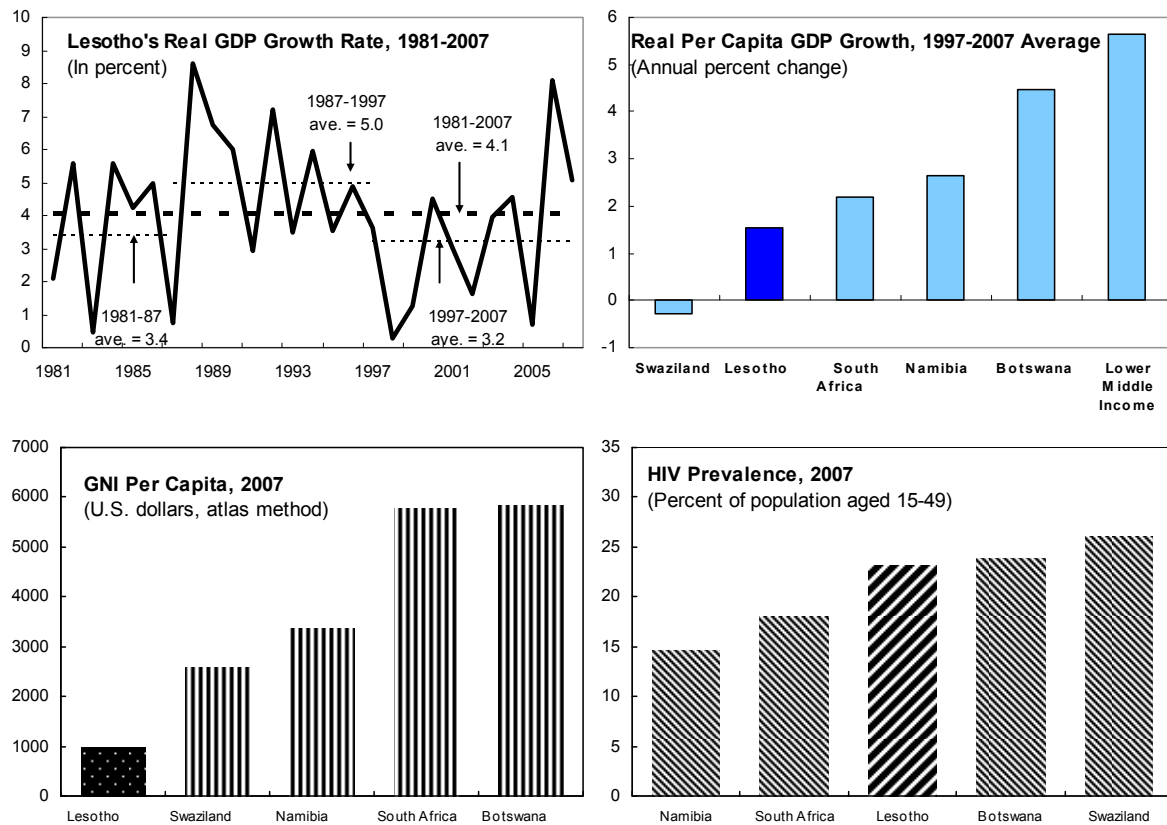 Lesotho's Real GDP Growth Rate, 1981-2007
(In percent)
10
9
8
7
6
5
4
3
2
1
0
1987-1997
ave. = 5.0
1981-2007
ave. = 4.1
1981-87
ave. = 3.4
1997-2007
ave. = 3.2
1981 1985 1989 1993 1997 2001 2005
Real Per Capita GDP Growth, 1997-2007 Average
(Annual percent change)
6
5
4
3
2
1
0
-1
Swaziland Lesotho South Namibia Botswana Lower
Africa Middle
Income
GNI Per Capita, 2007
(U.S. dollars, atlas method)
7000
6000
5000
4000
3000
2000
1000
0
Lesotho Swaziland Namibia South Africa Botswana
HIV Prevalence, 2007
(Percent of population aged 15-49)
35
30
25
20
15
10
5
0
Namibia South Africa Lesotho Botswana Swaziland